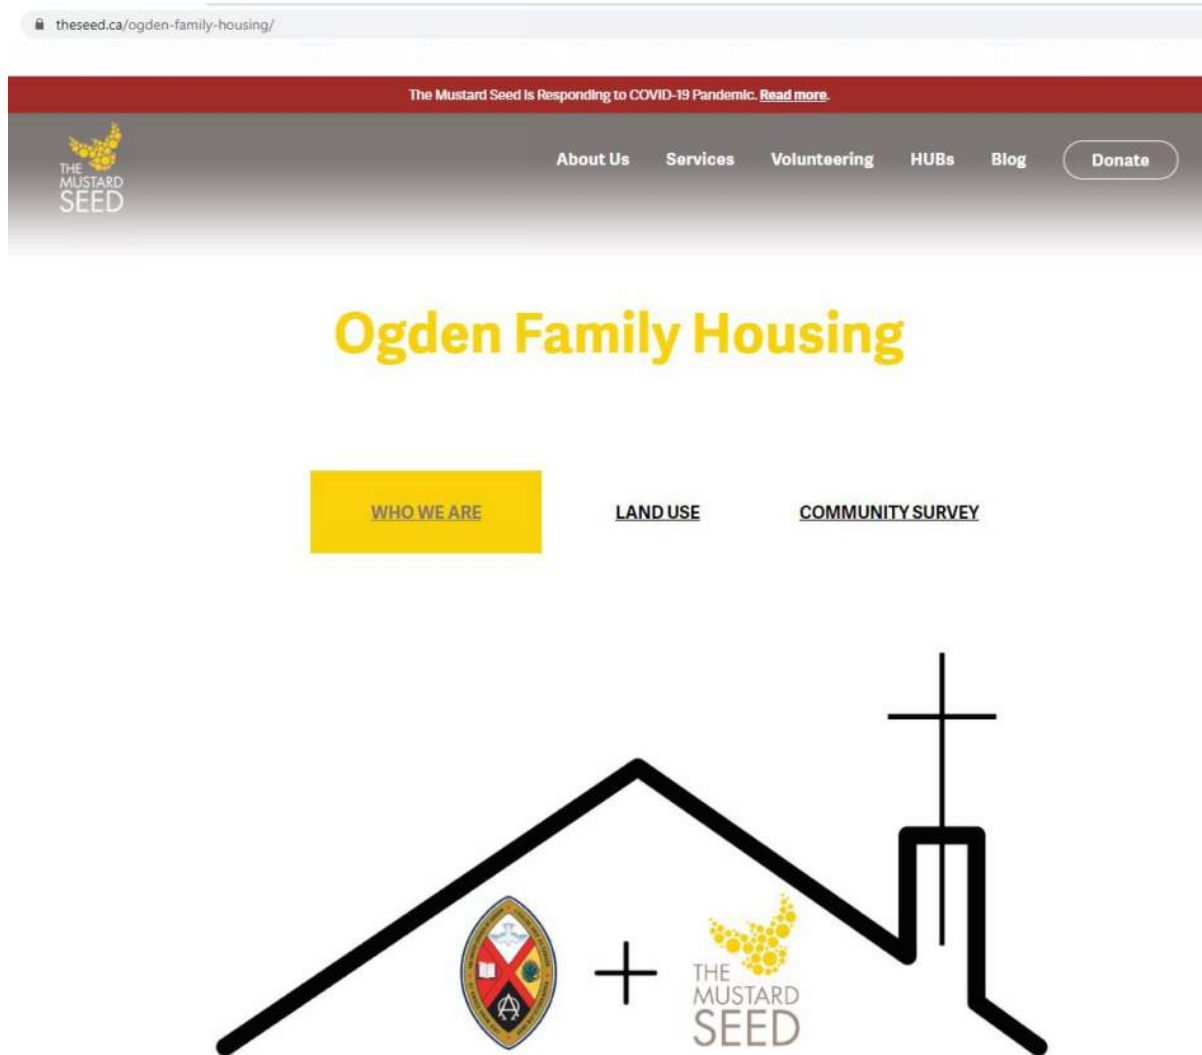 theseed.ca/ogden-family-housing/
The Mustard Seed Is Responding to COVID-19 Pandemic. Read more.
THE
MUSTARD
SEED
About Us Services Volunteering HUBs Blog Donate
Ogden Family Housing
WHO WE ARE LAND USE COMMUNITY SURVEY
THE
MUSTARD
SEED